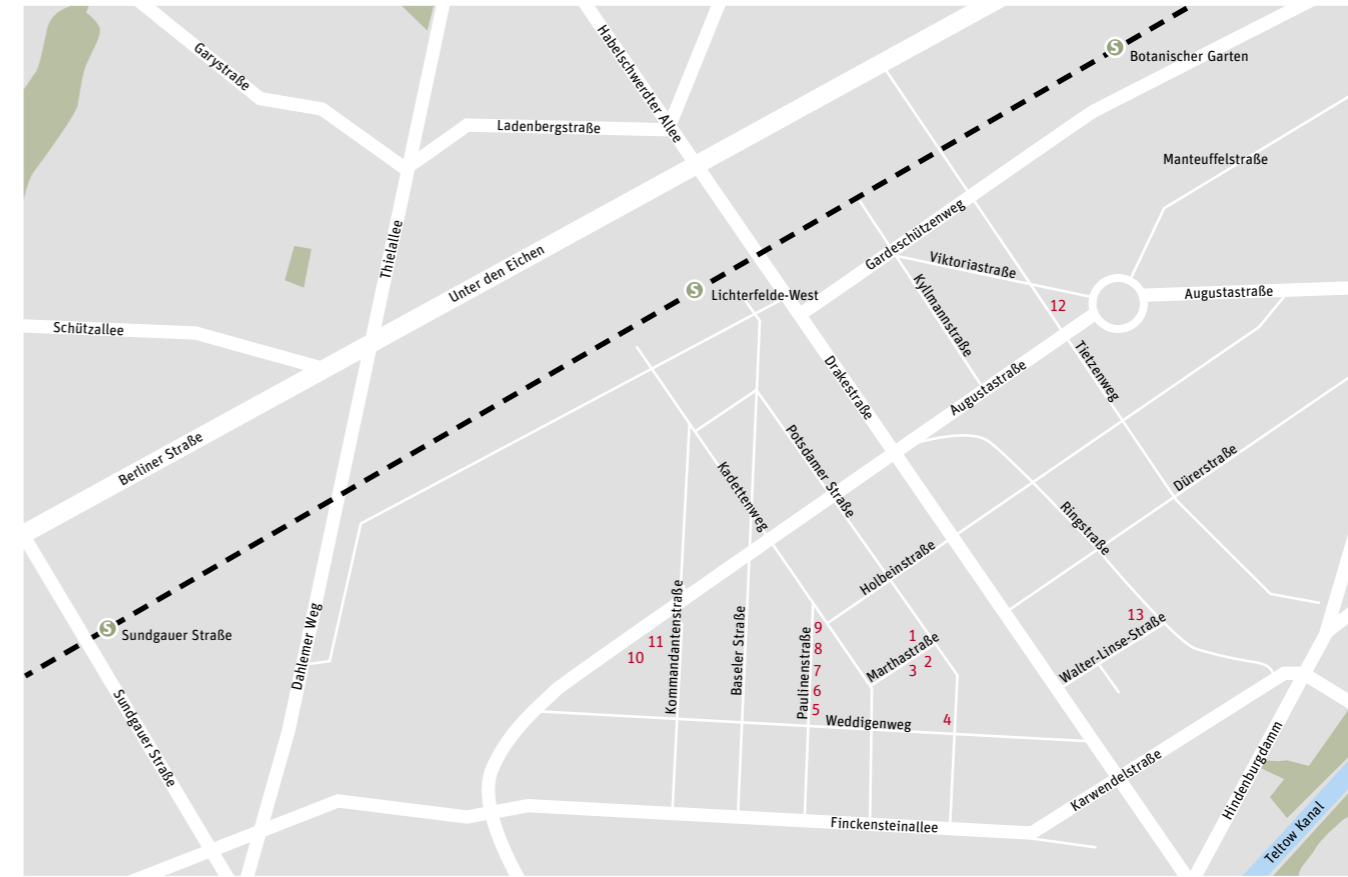 Garystraße
Habelschwerdter Allee
S
Botanischer Garten
Ladenbergstraße
Manteuffelstraße
Thielallee
Unter den Eichen
Gardeschützenweg
Viktoriastraße
Kyllmannstraße
S
Lichterfelde-West
12
Augustastraße
Schützallee
Drakestraße
Tietzenweg
Augustastraße
Berliner Straße
Kadettenweg
Potsdamer Straße
Dürerstraße
Ringstraße
Holbeinstraße
S
Sundgauer Straße
Dahlemer Weg
Kommandantenstraße
Baseler Straße
Paulinenstraße
11
10
9
8
7
6
5
1
2
3
Marthastraße
13
Walter-Linse-Straße
Weddigenweg
4
Sundgauer Straße
Karwendelstraße
Hindenburgdamm
Finckensteinallee
Teltow Kanal